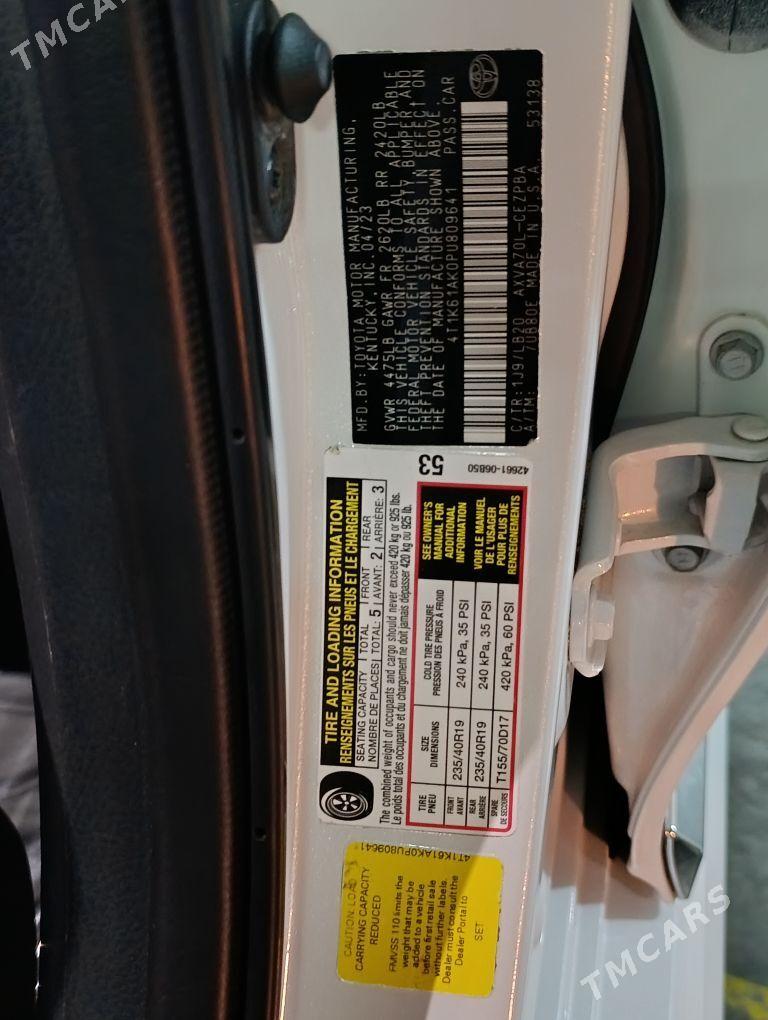 TMCARS
MFD.BY:TOYOTA MOTOR MANUFACTURING,
KENTUCKY, INC. 04/23
GVWR 4475LB GAWR FR 2620LB RR 2420LB
THIS VEHICLE CONFORMS TO ALL APPLICABLE
FEDERAL MOTOR VEHICLE SAFETY, BUMPER, AND
THEFT PREVENTION STANDARDS IN EFFECT ON
THE DATE OF MANUFACTURE SHOWN ABOVE.
4T1K61AK0PU809641 PASS.CAR
C/TR: 1J9/LB20 AXVA70L-CEZPBA
A/TM: /UB80E MADE IN U.S.A. 53138
TIRE AND LOADING INFORMATION
RENSEIGNEMENTS SUR LES PNEUS ET LE CHARGEMENT
SEATING CAPACITY TOTAL FRONT REAR
NOMBRE DE PLACES TOTAL: 5 AVANT: 2 ARRIÈRE: 3
The combined weight of occupants and cargo should never exceed 420 kg or 925 lbs.
Le poids total des occupants et du chargement ne doit jamais dépasser 420 kg ou 925 lb.
TIRE PNEU
SIZE DIMENSIONS
COLD TIRE PRESSURE PRESSION DES PNEUS À FROID
FRONT AVANT 235/40R19 240 kPa, 35 PSI
REAR ARRIÈRE 235/40R19 240 kPa, 35 PSI
SPARE DE SECOURS T155/70D17 420 kPa, 60 PSI
SEE OWNER'S
MANUAL FOR
ADDITIONAL
INFORMATION
VOIR LE MANUEL
DE L'USAGER
POUR PLUS DE
RENSEIGNEMENTS
53
42661-06B50
CAUTION: LOAD
CARRYING CAPACITY
REDUCED
FMVSS 110 limits the
weight that may be
added to a vehicle
before first retail sale
without further labels.
Dealer must consult the
Dealer Portal to
SET
4T1K61AK0PU809641
TMCARS